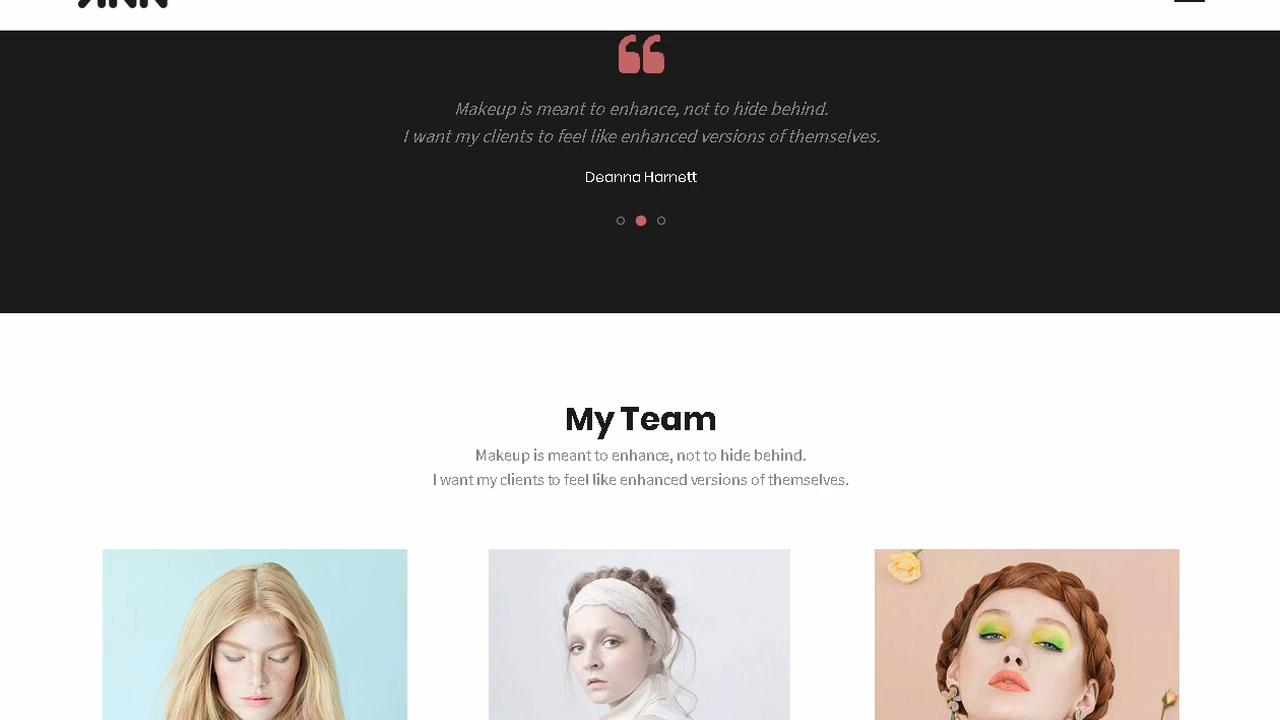 Makeup is meant to enhance, not to hide behind.
I want my clients to feel like enhanced versions of themselves.
Deanna Harnett
My Team
Makeup is meant to enhance, not to hide behind.
I want my clients to feel like enhanced versions of themselves.